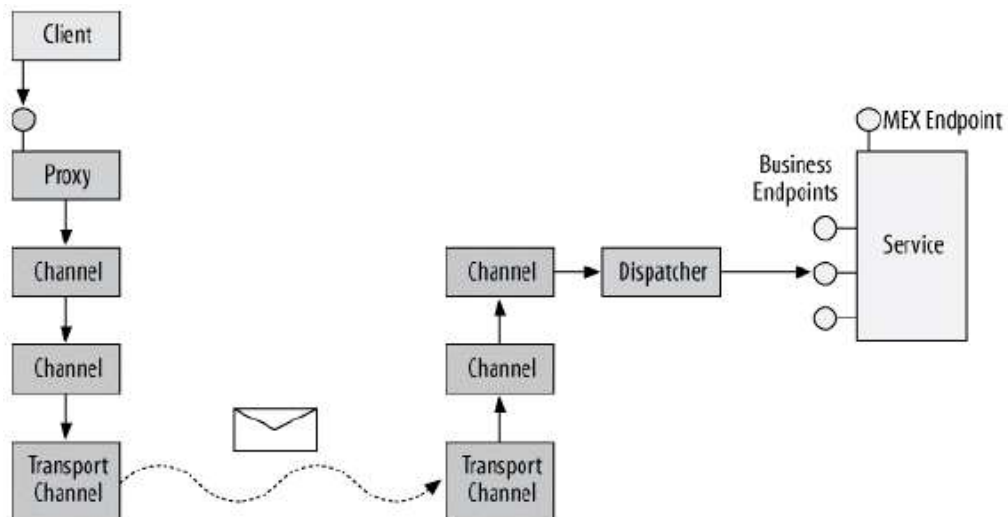 Client
MEX Endpoint
Proxy
Business
Endpoints
Service
Channel
Channel
Dispatcher
Channel
Channel
Transport
Channel
Transport
Channel